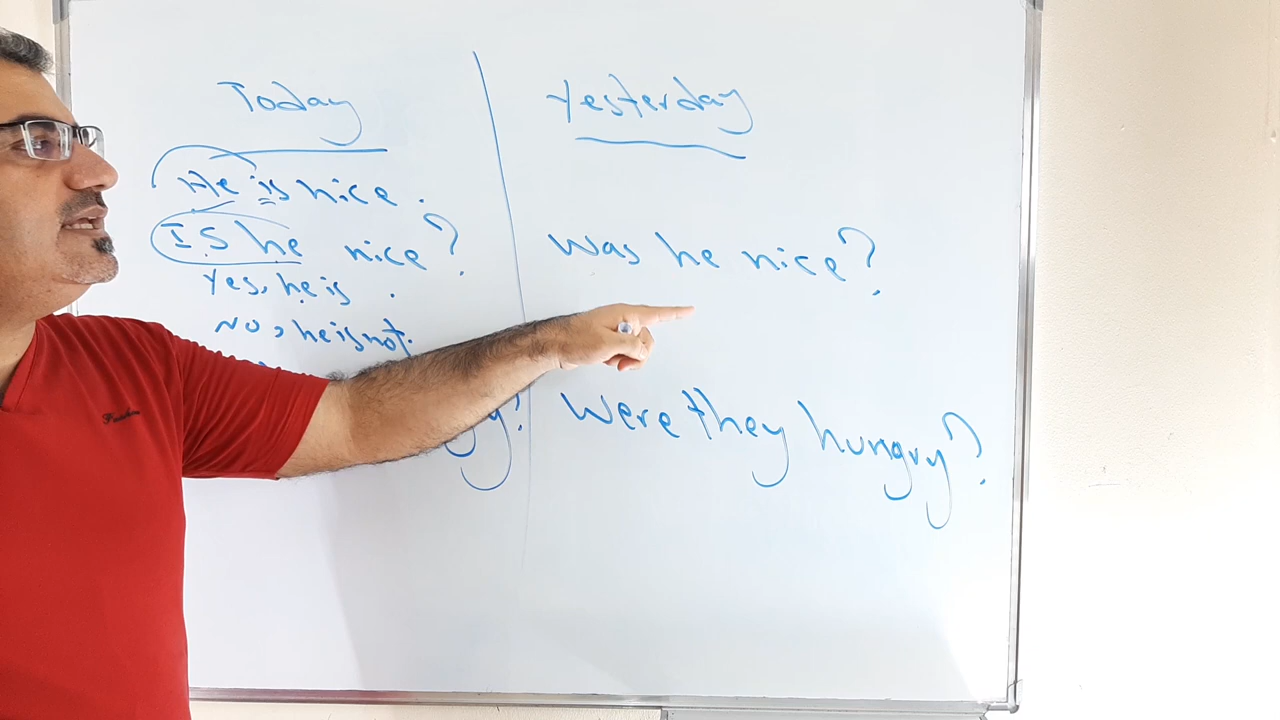 Today
He is nice.
Is he nice?
Yes, he is.
No, he is not.
Yesterday
Was he nice?
Were they hungry?